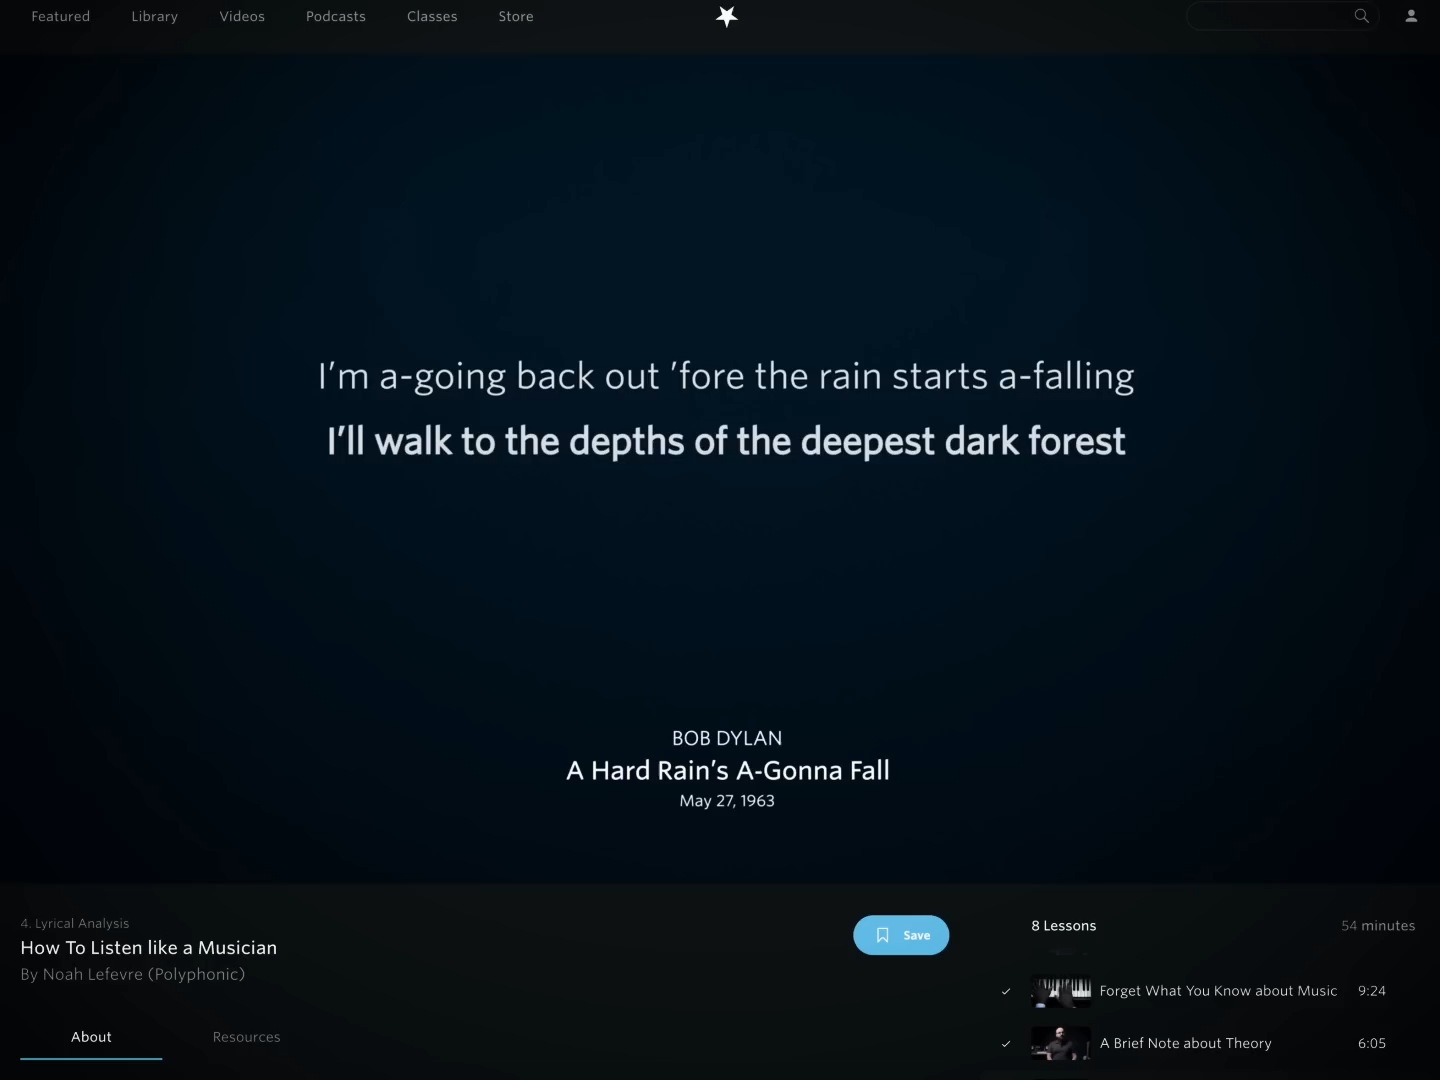 Featured Library Videos Podcasts Classes Store
I’m a-going back out ’fore the rain starts a-falling
I’ll walk to the depths of the deepest dark forest
BOB DYLAN
A Hard Rain’s A-Gonna Fall
May 27, 1963
4. Lyrical Analysis
How To Listen like a Musician
By Noah Lefevre (Polyphonic)
Save
About Resources
8 Lessons 54 minutes
Forget What You Know about Music 9:24
A Brief Note about Theory 6:05